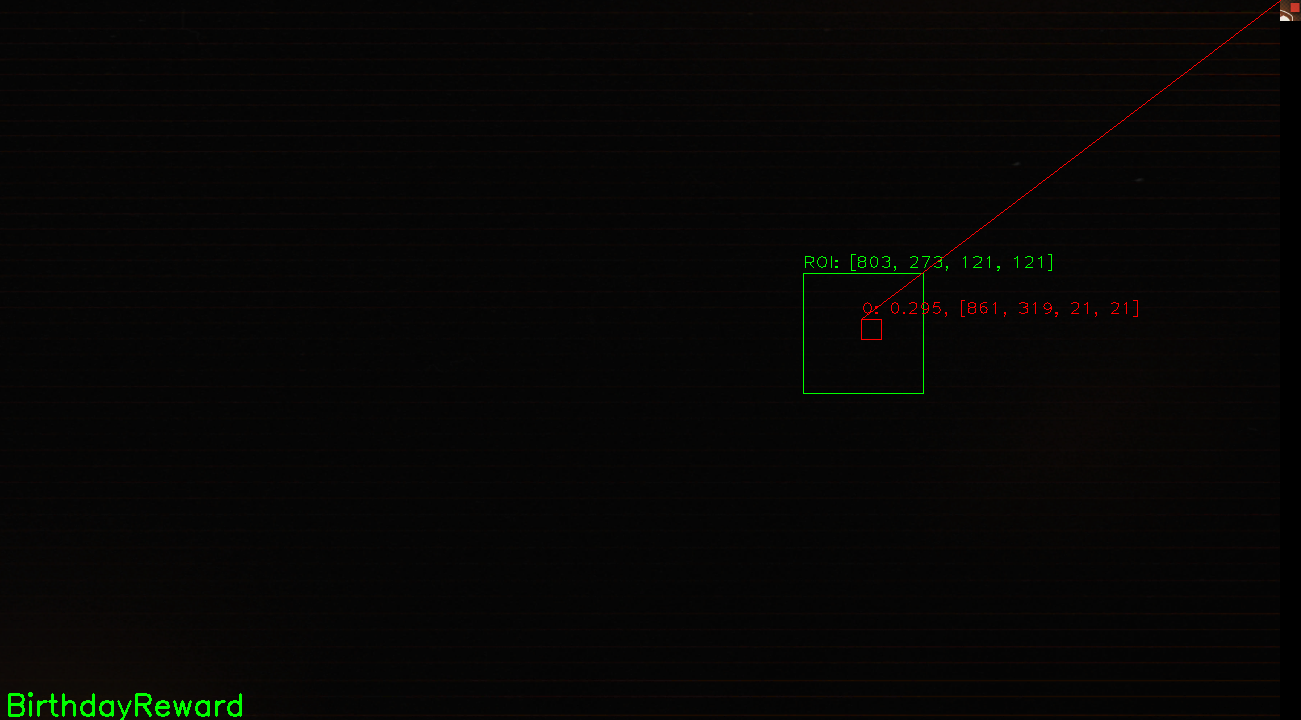 ROI: [803, 273, 121, 121]
0: 0.295, [861, 319, 21, 21]
BirthdayReward